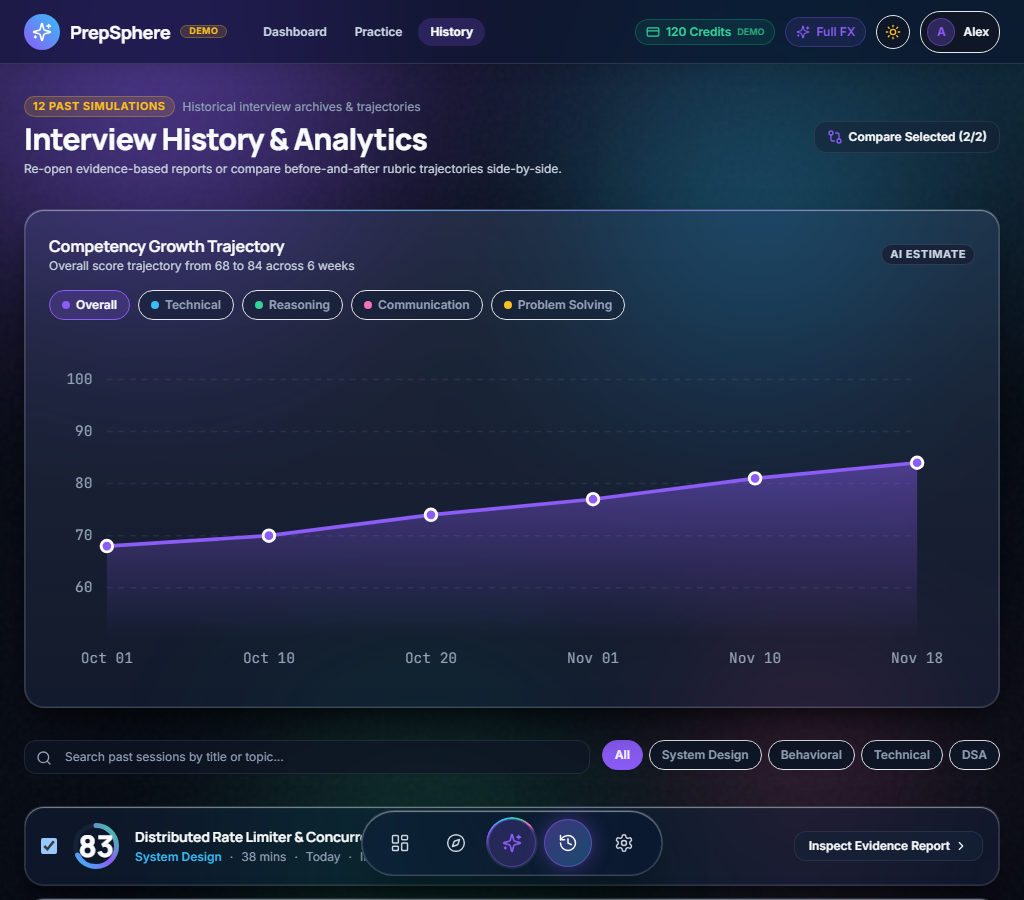 PrepSphere DEMO Dashboard Practice History 120 Credits DEMO Full FX A Alex
12 PAST SIMULATIONS Historical interview archives & trajectories
Interview History & Analytics
Compare Selected (2/2)
Re-open evidence-based reports or compare before-and-after rubric trajectories side-by-side.
Competency Growth Trajectory
AI ESTIMATE
Overall score trajectory from 68 to 84 across 6 weeks
Overall Technical Reasoning Communication Problem Solving
100
90
80
70
60
Oct 01 Oct 10 Oct 20 Nov 01 Nov 10 Nov 18
Search past sessions by title or topic...
All System Design Behavioral Technical DSA
83
Distributed Rate Limiter &
System Design · 38 mins · Today ·
Inspect Evidence Report